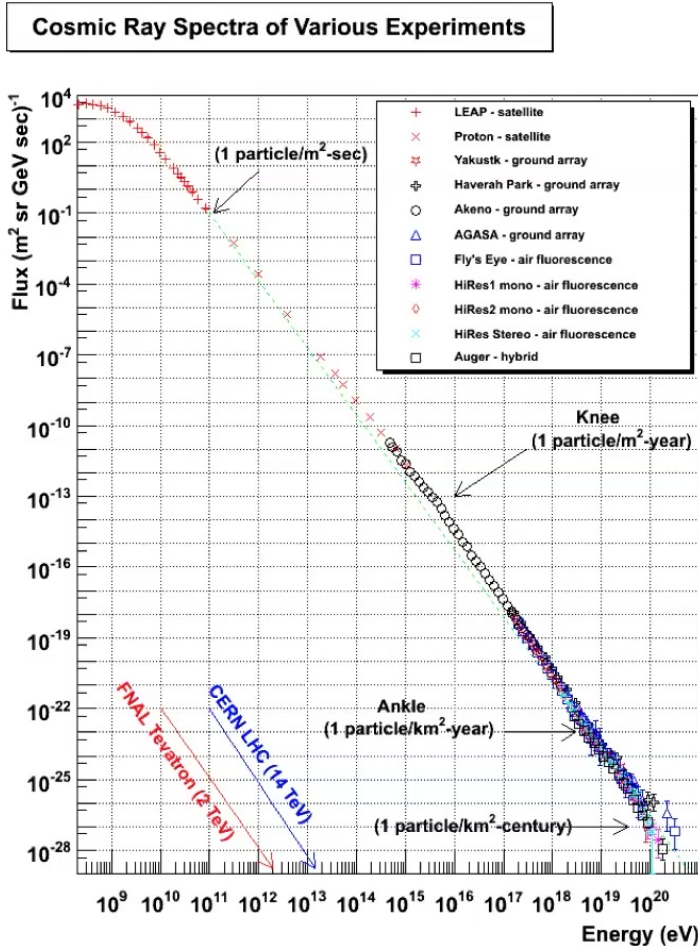 Cosmic Ray Spectra of Various Experiments
Flux (m² sr GeV sec)⁻¹
10⁴
10²
10⁻¹
10⁻⁴
10⁻⁷
10⁻¹⁰
10⁻¹³
10⁻¹⁶
10⁻¹⁹
10⁻²²
10⁻²⁵
10⁻²⁸
LEAP - satellite
Proton - satellite
Yakustk - ground array
Haverah Park - ground array
Akeno - ground array
AGASA - ground array
Fly's Eye - air fluorescence
HiRes1 mono - air fluorescence
HiRes2 mono - air fluorescence
HiRes Stereo - air fluorescence
Auger - hybrid
(1 particle/m²-sec)
Knee
(1 particle/m²-year)
Ankle
(1 particle/km²-year)
(1 particle/km²-century)
FNAL Tevatron (2 TeV)
CERN LHC (14 TeV)
10⁹ 10¹⁰ 10¹¹ 10¹² 10¹³ 10¹⁴ 10¹⁵ 10¹⁶ 10¹⁷ 10¹⁸ 10¹⁹ 10²⁰
Energy (eV)